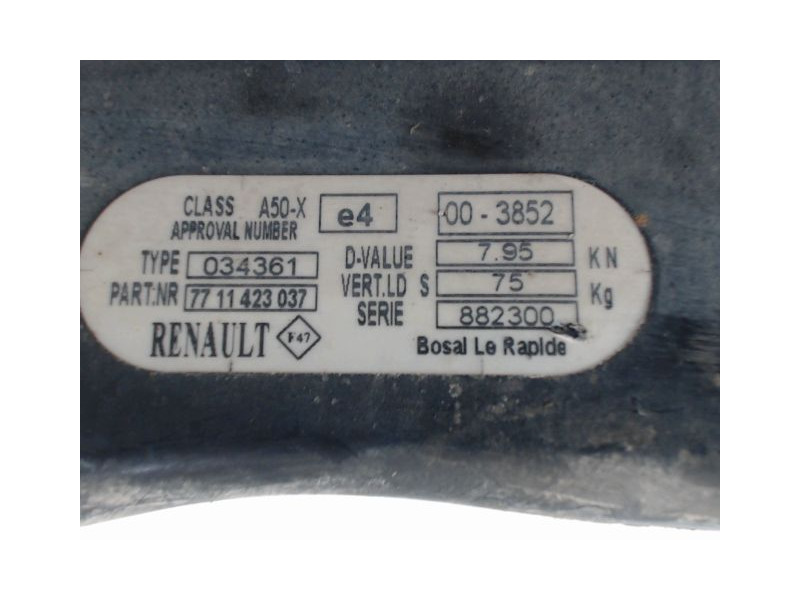 CLASS A50-X e4 00 - 3852
APPROVAL NUMBER
TYPE 034361 D-VALUE 7.95 KN
PART.NR 77 11 423 037 VERT.LD S 75 Kg
SERIE 882300
RENAULT F47 Bosal Le Rapide